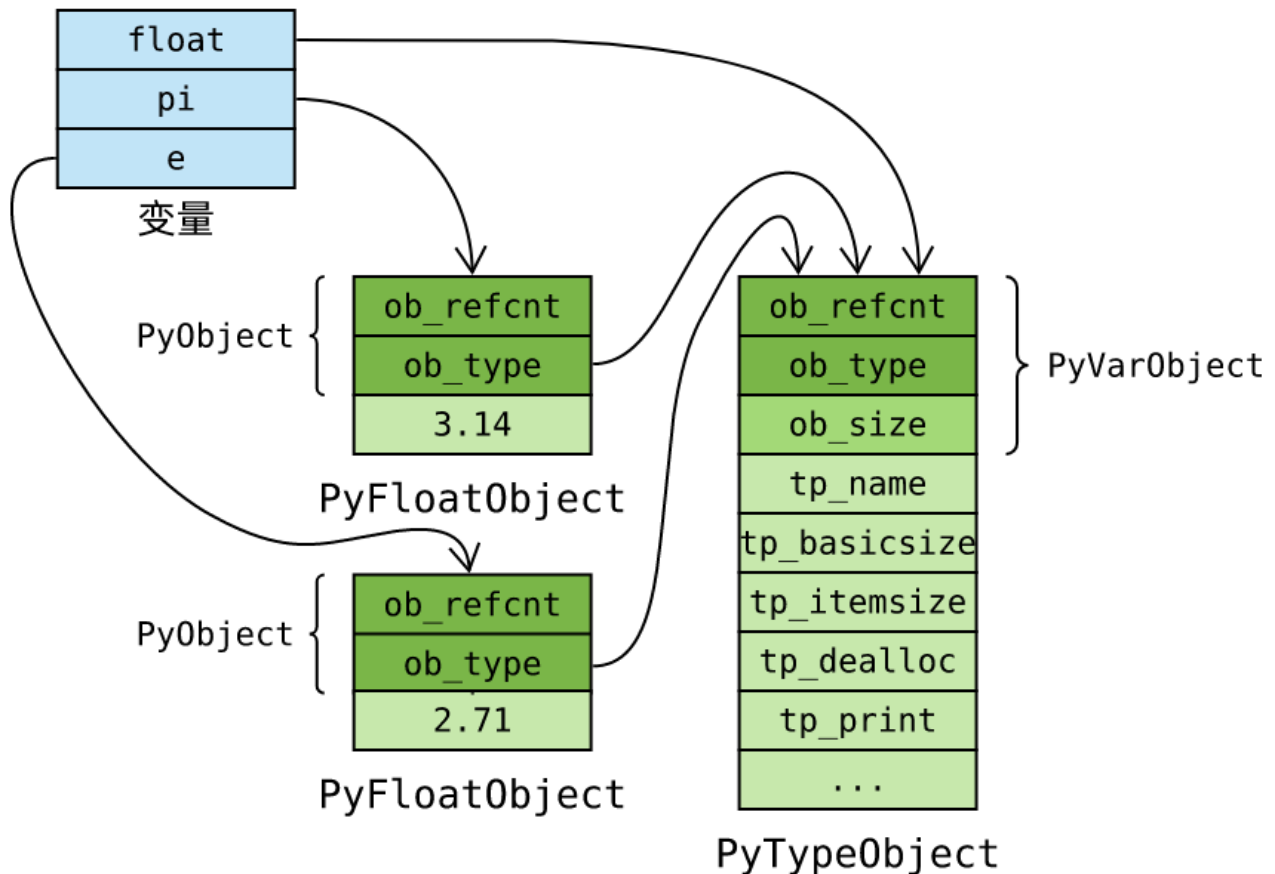 float
pi
e
变量
PyObject
ob_refcnt
ob_type
3.14
PyFloatObject
PyObject
ob_refcnt
ob_type
2.71
PyFloatObject
ob_refcnt
ob_type
ob_size
tp_name
tp_basicsize
tp_itemsize
tp_dealloc
tp_print
...
PyTypeObject
PyVarObject